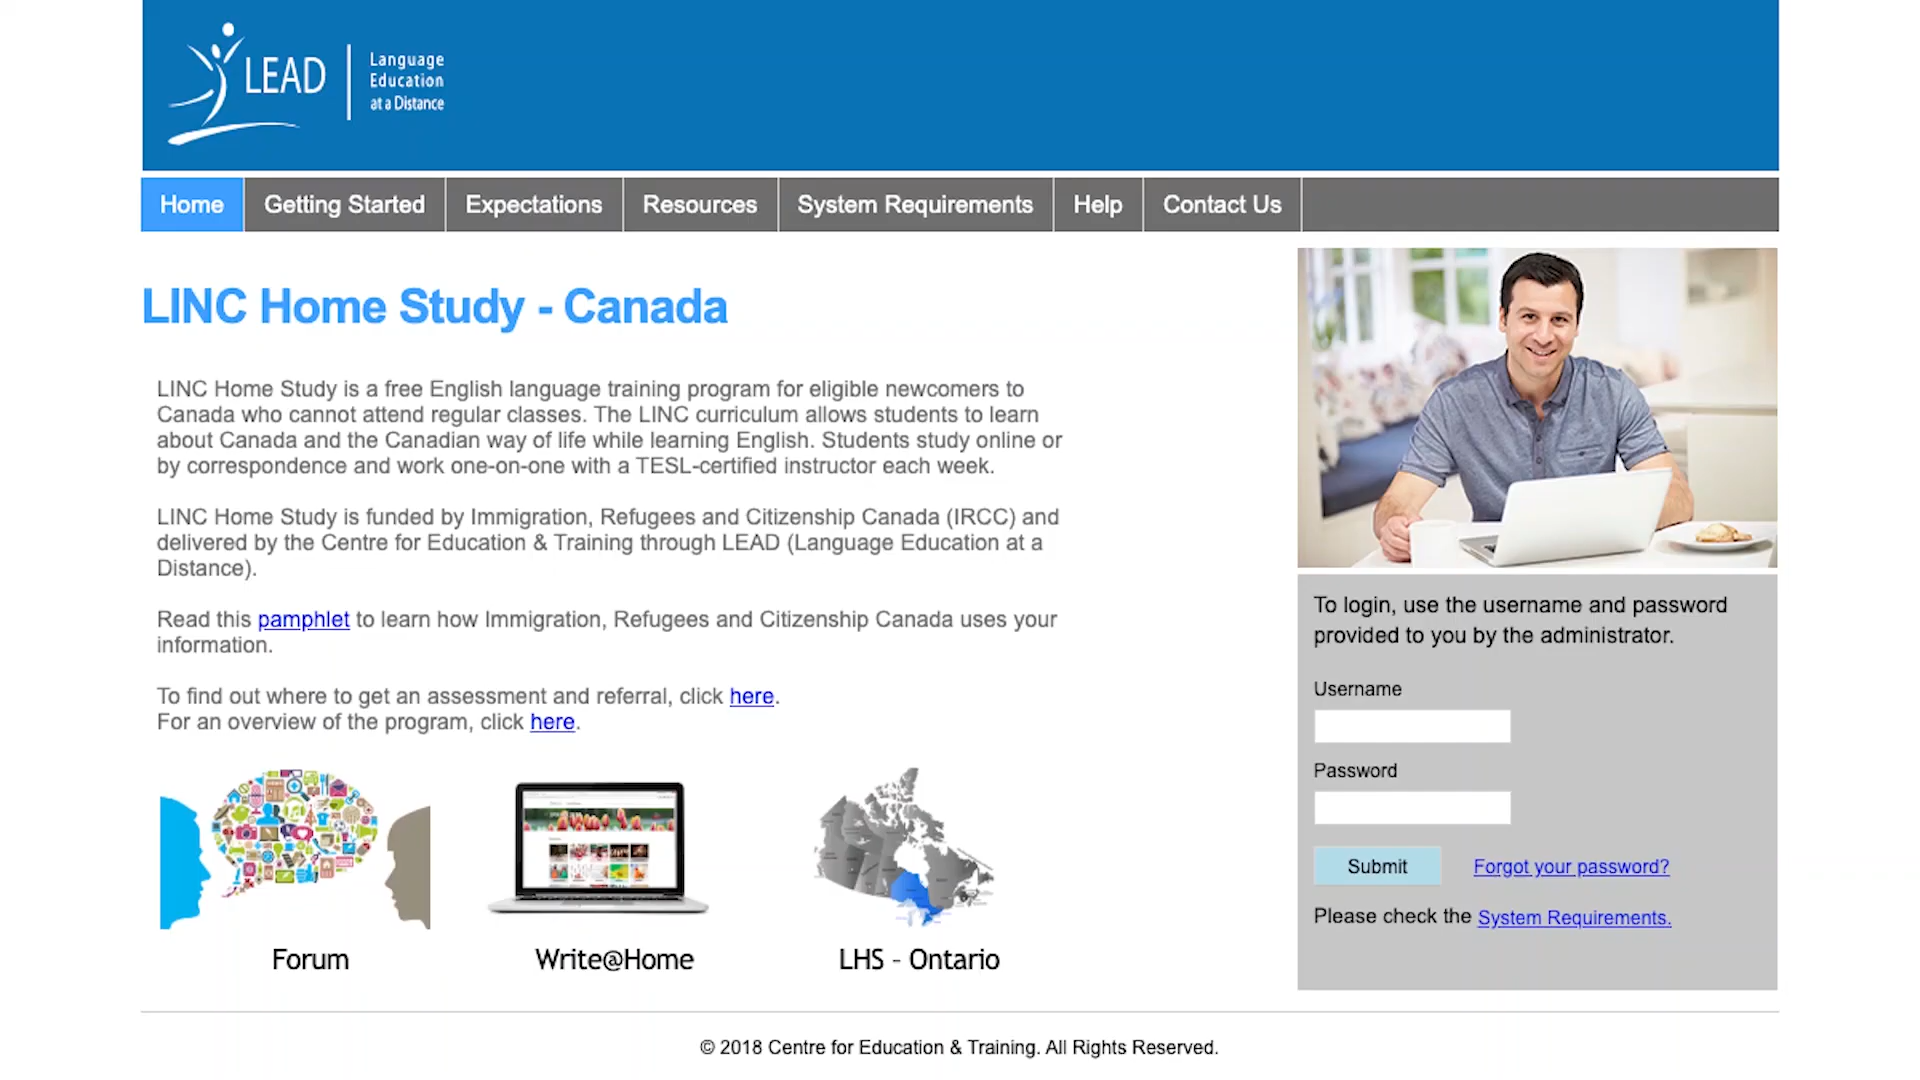 LEAD
Language
Education
at a Distance
Home
Getting Started
Expectations
Resources
System Requirements
Help
Contact Us
LINC Home Study - Canada
LINC Home Study is a free English language training program for eligible newcomers to
Canada who cannot attend regular classes. The LINC curriculum allows students to learn
about Canada and the Canadian way of life while learning English. Students study online or
by correspondence and work one-on-one with a TESL-certified instructor each week.
LINC Home Study is funded by Immigration, Refugees and Citizenship Canada (IRCC) and
delivered by the Centre for Education & Training through LEAD (Language Education at a
Distance).
Read this pamphlet to learn how Immigration, Refugees and Citizenship Canada uses your
information.
To find out where to get an assessment and referral, click here.
For an overview of the program, click here.
Forum
Write@Home
LHS - Ontario
To login, use the username and password
provided to you by the administrator.
Username
Password
Submit
Forgot your password?
Please check the System Requirements.
© 2018 Centre for Education & Training. All Rights Reserved.